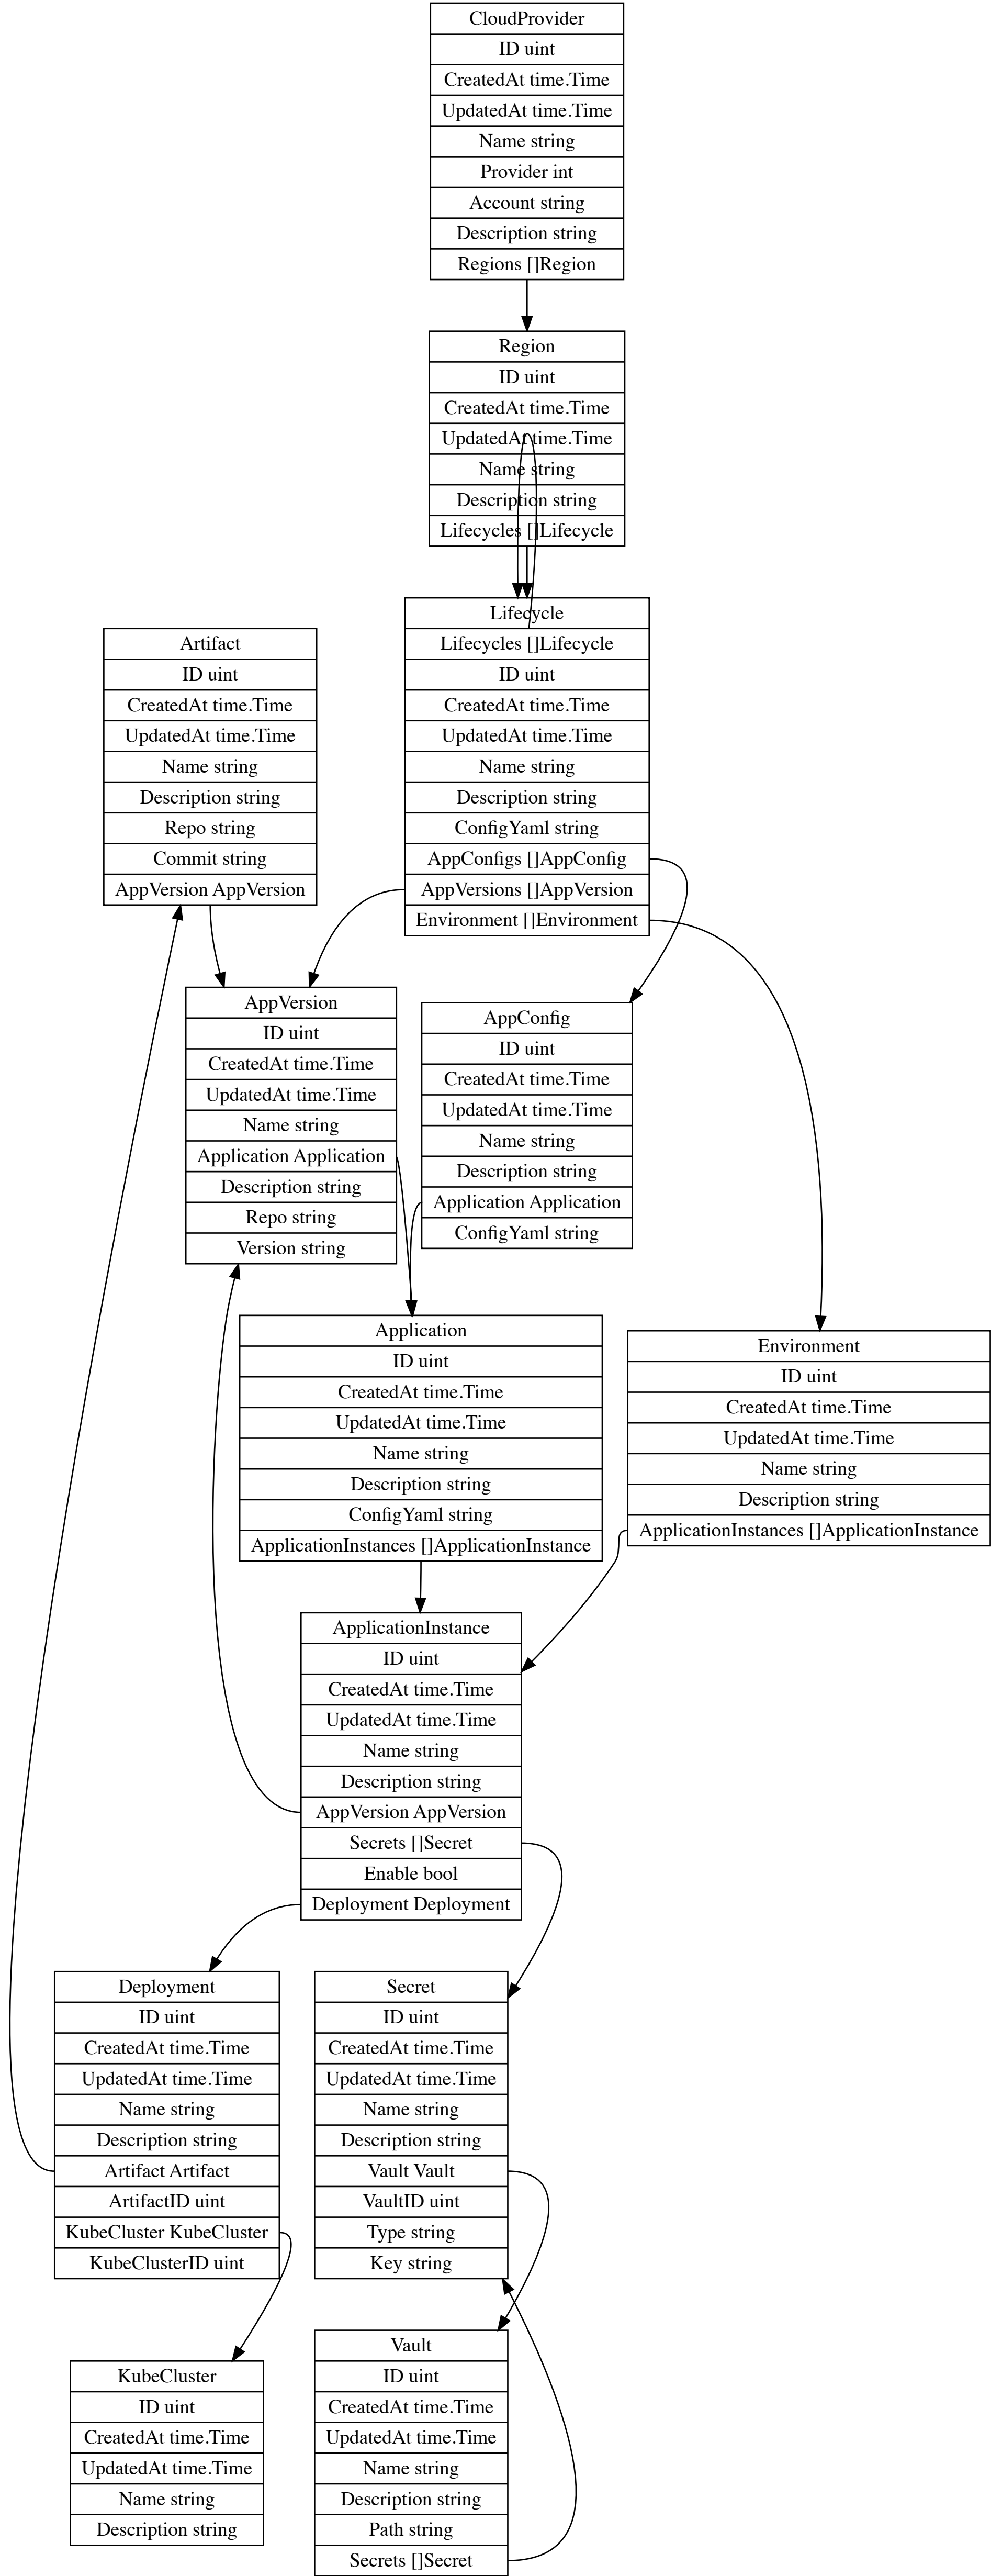 CloudProvider
ID uint
CreatedAt time.Time
UpdatedAt time.Time
Name string
Provider int
Account string
Description string
Regions []Region
Region
ID uint
CreatedAt time.Time
UpdatedAt time.Time
Name string
Description string
Lifecycles []Lifecycle
Lifecycle
Lifecycles []Lifecycle
ID uint
CreatedAt time.Time
UpdatedAt time.Time
Name string
Description string
ConfigYaml string
AppConfigs []AppConfig
AppVersions []AppVersion
Environment []Environment
Artifact
ID uint
CreatedAt time.Time
UpdatedAt time.Time
Name string
Description string
Repo string
Commit string
AppVersion AppVersion
AppVersion
ID uint
CreatedAt time.Time
UpdatedAt time.Time
Name string
Application Application
Description string
Repo string
Version string
AppConfig
ID uint
CreatedAt time.Time
UpdatedAt time.Time
Name string
Description string
Application Application
ConfigYaml string
Application
ID uint
CreatedAt time.Time
UpdatedAt time.Time
Name string
Description string
ConfigYaml string
ApplicationInstances []ApplicationInstance
Environment
ID uint
CreatedAt time.Time
UpdatedAt time.Time
Name string
Description string
ApplicationInstances []ApplicationInstance
ApplicationInstance
ID uint
CreatedAt time.Time
UpdatedAt time.Time
Name string
Description string
AppVersion AppVersion
Secrets []Secret
Enable bool
Deployment Deployment
Deployment
ID uint
CreatedAt time.Time
UpdatedAt time.Time
Name string
Description string
Artifact Artifact
ArtifactID uint
KubeCluster KubeCluster
KubeClusterID uint
Secret
ID uint
CreatedAt time.Time
UpdatedAt time.Time
Name string
Description string
Vault Vault
VaultID uint
Type string
Key string
KubeCluster
ID uint
CreatedAt time.Time
UpdatedAt time.Time
Name string
Description string
Vault
ID uint
CreatedAt time.Time
UpdatedAt time.Time
Name string
Description string
Path string
Secrets []Secret